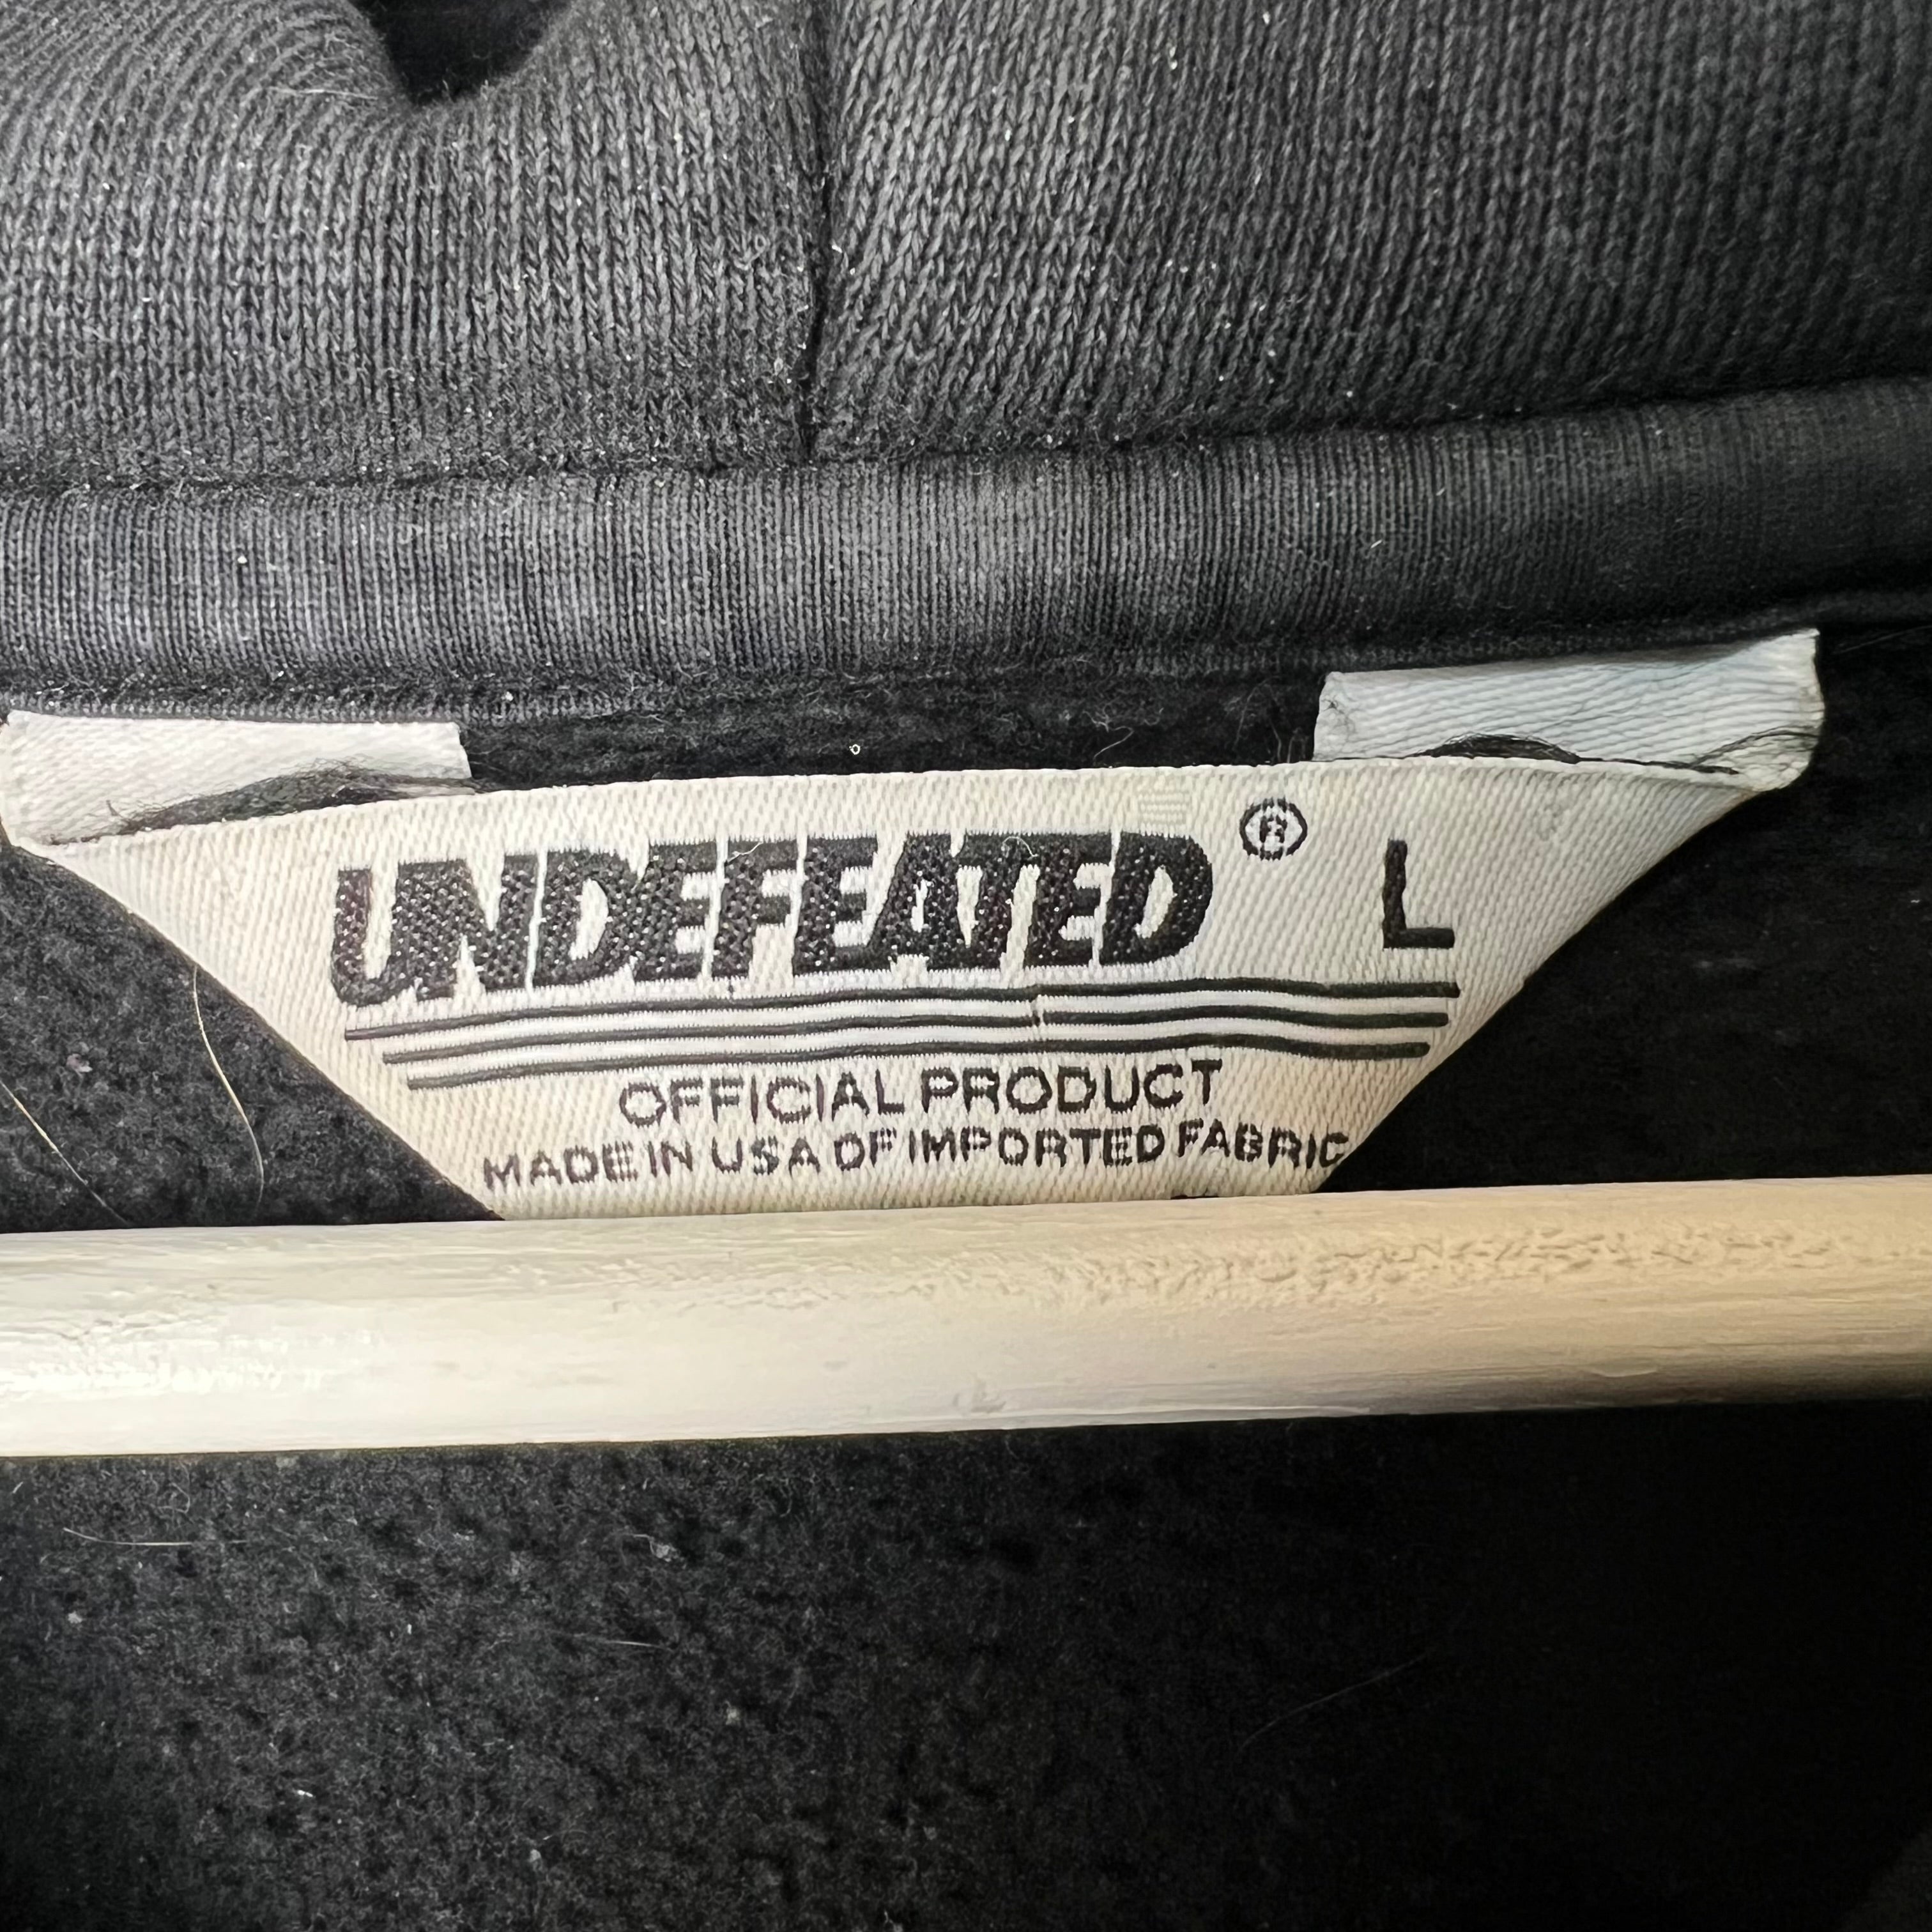 UNDEFEATED® L
OFFICIAL PRODUCT
MADE IN USA OF IMPORTED FABRIC